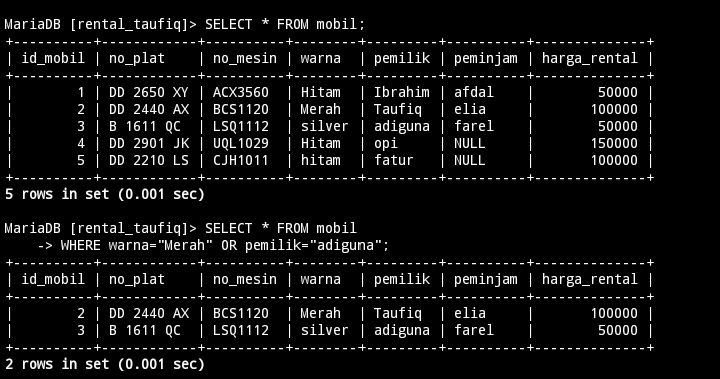 MariaDB [rental_taufiq]> SELECT * FROM mobil;
+----------+------------+----------+--------+---------+----------+--------------+
| id_mobil | no_plat    | no_mesin | warna  | pemilik | peminjam | harga_rental |
+----------+------------+----------+--------+---------+----------+--------------+
|        1 | DD 2650 XY | ACX3560  | Hitam  | Ibrahim | afdal    |        50000 |
|        2 | DD 2440 AX | BCS1120  | Merah  | Taufiq  | elia     |       100000 |
|        3 | B 1611 QC  | LSQ1112  | silver | adiguna | farel    |        50000 |
|        4 | DD 2901 JK | UQL1029  | Hitam  | opi     | NULL     |       150000 |
|        5 | DD 2210 LS | CJH1011  | hitam  | fatur   | NULL     |       100000 |
+----------+------------+----------+--------+---------+----------+--------------+
5 rows in set (0.001 sec)
MariaDB [rental_taufiq]> SELECT * FROM mobil
    -> WHERE warna="Merah" OR pemilik="adiguna";
+----------+------------+----------+--------+---------+----------+--------------+
| id_mobil | no_plat    | no_mesin | warna  | pemilik | peminjam | harga_rental |
+----------+------------+----------+--------+---------+----------+--------------+
|        2 | DD 2440 AX | BCS1120  | Merah  | Taufiq  | elia     |       100000 |
|        3 | B 1611 QC  | LSQ1112  | silver | adiguna | farel    |        50000 |
+----------+------------+----------+--------+---------+----------+--------------+
2 rows in set (0.001 sec)